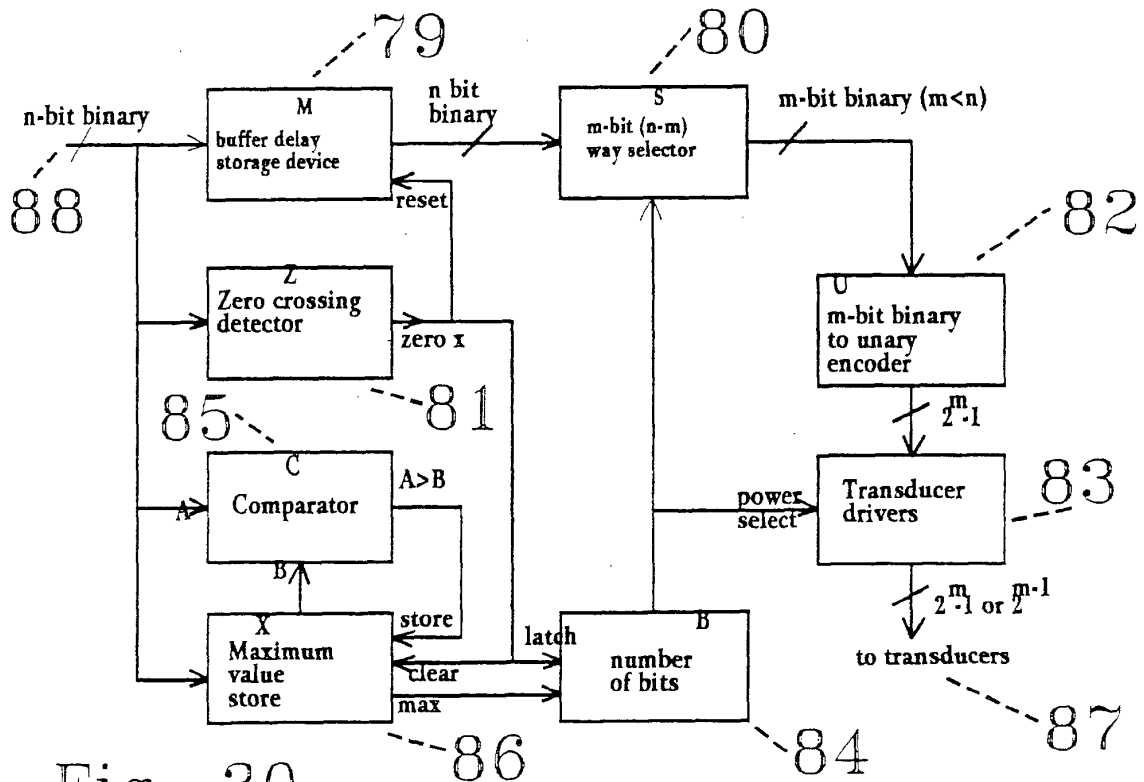 79
80
n-bit binary
M
buffer delay
storage device
n bit
binary
S
m-bit (n-m)
way selector
m-bit binary (m<n)
88
reset
82
Z
Zero crossing
detector
zero x
U
m-bit binary
to unary
encoder
85
81
2^m-1
C
Comparator
A>B
A
B
power
select
Transducer
drivers
83
X
Maximum
value
store
store
clear
max
latch
B
number
of bits
2^m-1 or 2^m-1
to transducers
86
84
87
Fig. 30